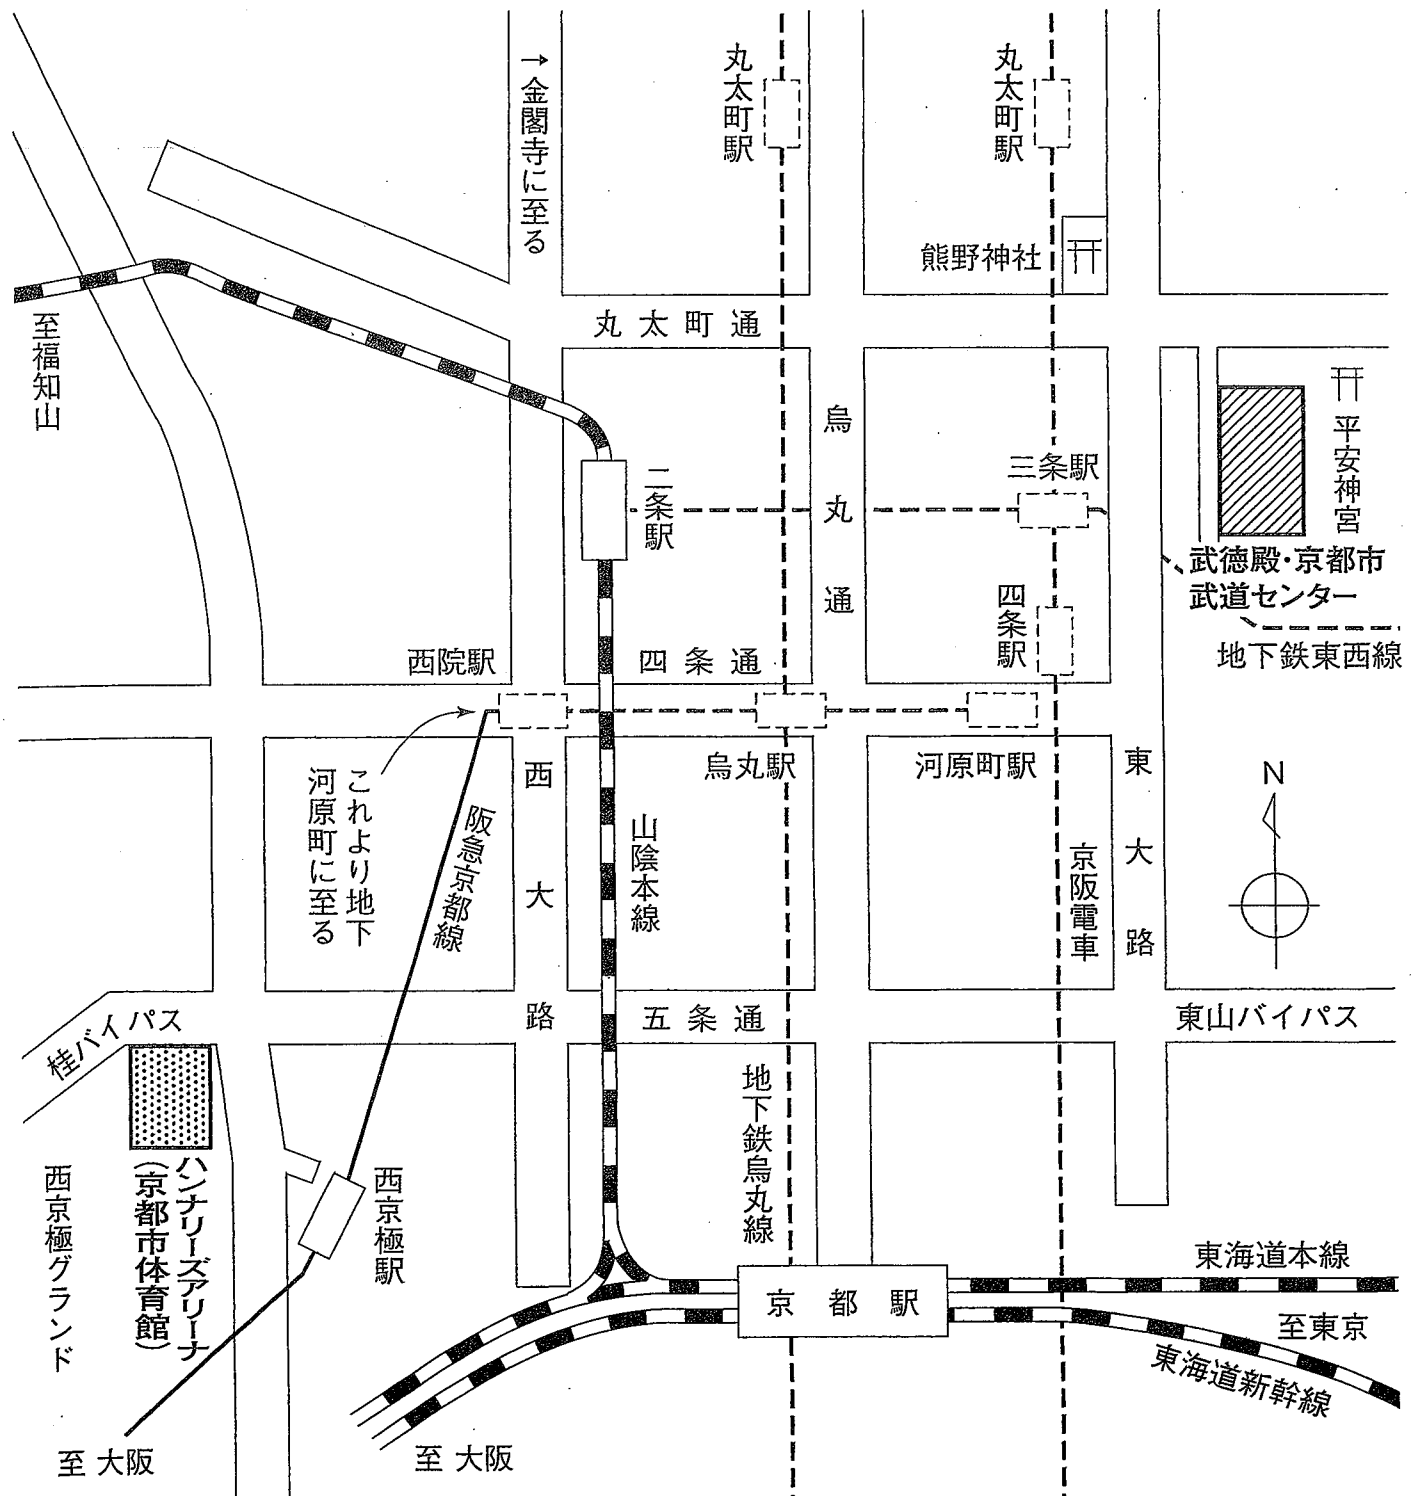 →金閣寺に至る
丸太町駅
丸太町駅
熊野神社
丸太町通
至福知山
烏丸通
平安神宮
三条駅
二条駅
武徳殿・京都市
武道センター
四条駅
地下鉄東西線
西院駅
四条通
烏丸駅
河原町駅
これより地下
河原町に至る
阪急京都線
西大路
山陰本線
東大路
京阪電車
N
桂バイパス
五条通
東山バイパス
地下鉄烏丸線
ハンナリーズアリーナ
(京都市体育館)
西京極グランド
西京極駅
東海道本線
京都駅
至東京
東海道新幹線
至 大阪
至 大阪